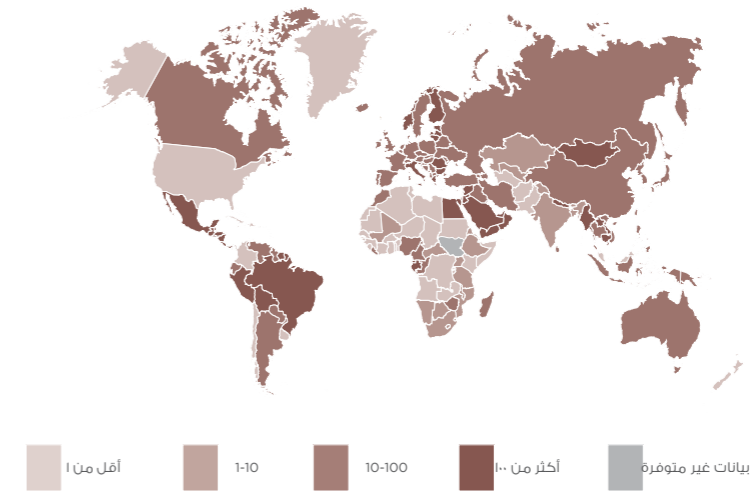 أقل من ١
1-10
10-100
أكثر من ١٠٠
بيانات غير متوفرة